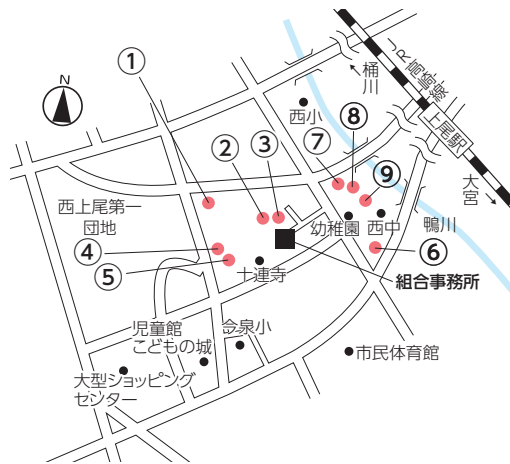 JR高崎線
桶川
上尾駅
大宮
N
①
西小
⑧
⑦
②
③
⑨
西上尾第一
団地
幼稚園
西中
鴨川
④
⑥
⑤
十連寺
組合事務所
児童館
こどもの城
今泉小
市民体育館
大型ショッピング
センター